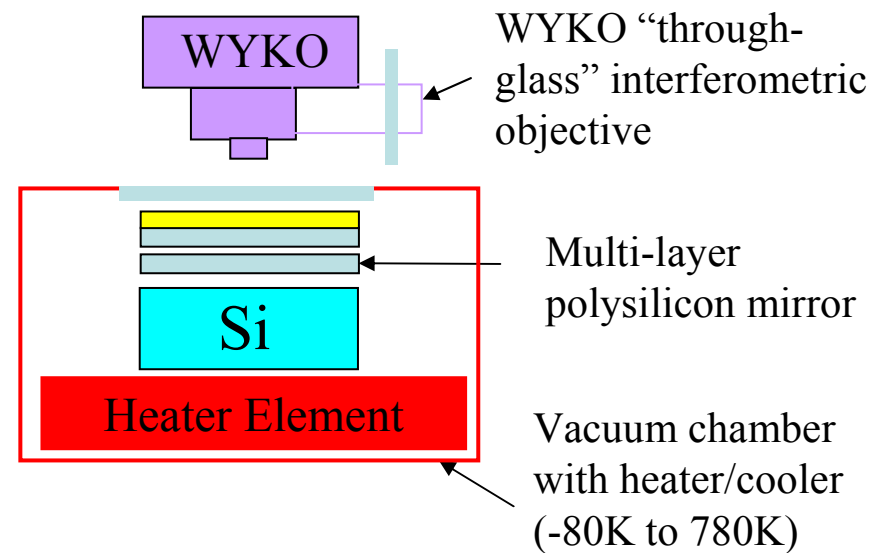 WYKO
WYKO “through-
glass” interferometric
objective
Multi-layer
polysilicon mirror
Si
Heater Element
Vacuum chamber
with heater/cooler
(-80K to 780K)